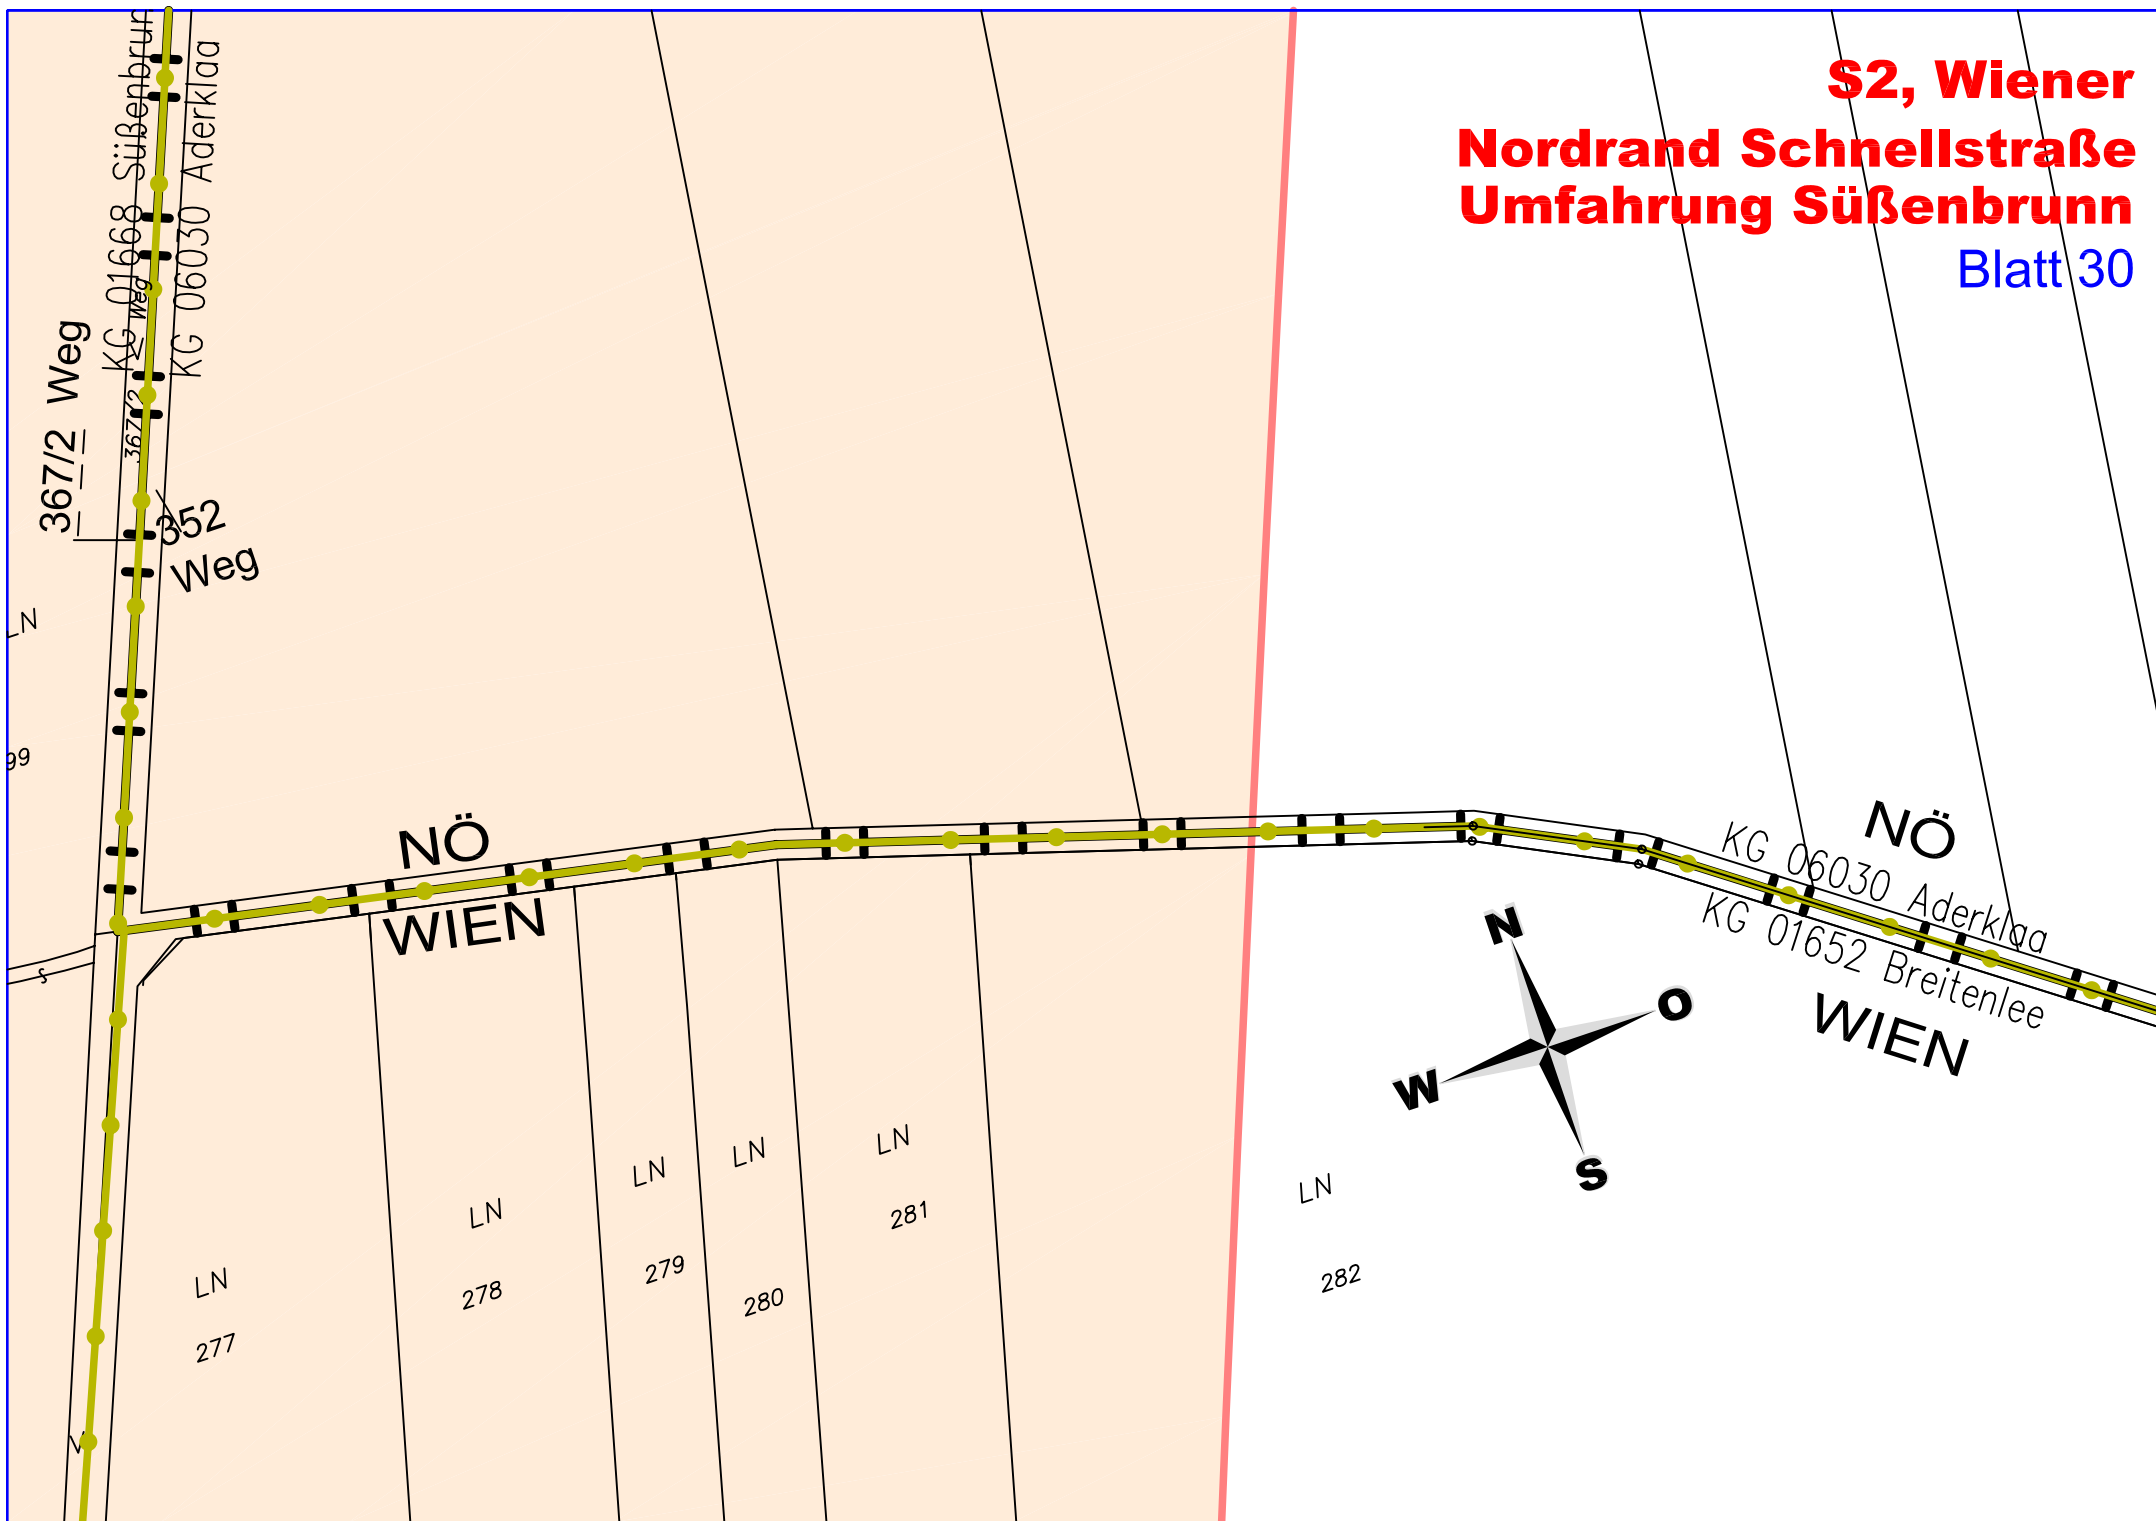 S2, Wiener
Nordrand Schnellstraße
Umfahrung Süßenbrunn
Blatt 30
KG 01668 Süßenbrun
KG 06030 Aderklaa
367/2 Weg
367/2 Weg
352
Weg
LN
99
NÖ
WIEN
NÖ
KG 06030 Aderklaa
KG 01652 Breitenlee
WIEN
N
O
W
S
LN
277
LN
278
LN
279
LN
280
LN
281
LN
282